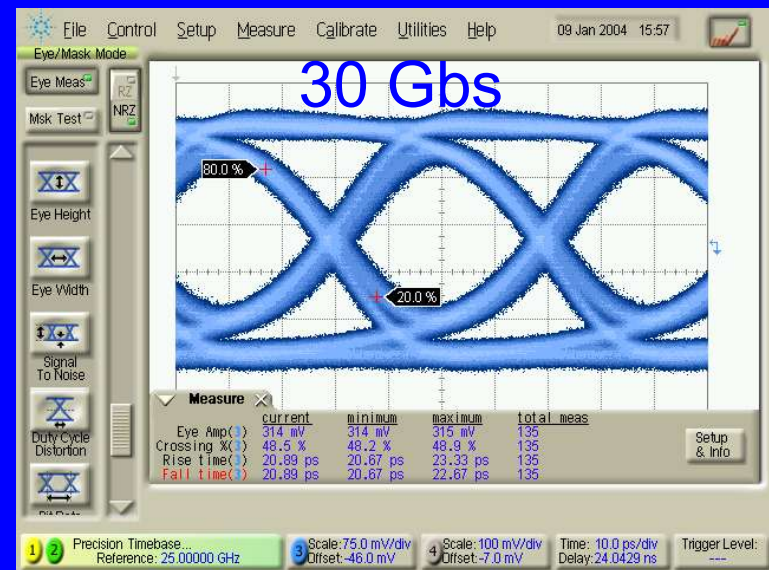 File Control Setup Measure Calibrate Utilities Help 09 Jan 2004 15:57
Eye/Mask Mode
30 Gbs
Eye Meas
RZ
NRZ
Msk Test
80.0 %
Eye Height
20.0 %
Eye Width
Signal
To Noise
Duty Cycle
Distortion
Measure
current minimum maximum total meas
Eye Amp(3) 314 mV 314 mV 315 mV 135
Crossing %(3) 48.5 % 48.2 % 48.9 % 135
Rise time(3) 20.89 ps 20.67 ps 23.33 ps 135
Fall time(3) 20.89 ps 20.67 ps 22.67 ps 135
Setup
& Info
1 2 Precision Timebase...
Reference: 25.00000 GHz
3 Scale:75.0 mV/div
Offset:-46.0 mV
4 Scale:100 mV/div
Offset:-7.0 mV
Time: 10.0 ps/div
Delay:24.0429 ns
Trigger Level:
---